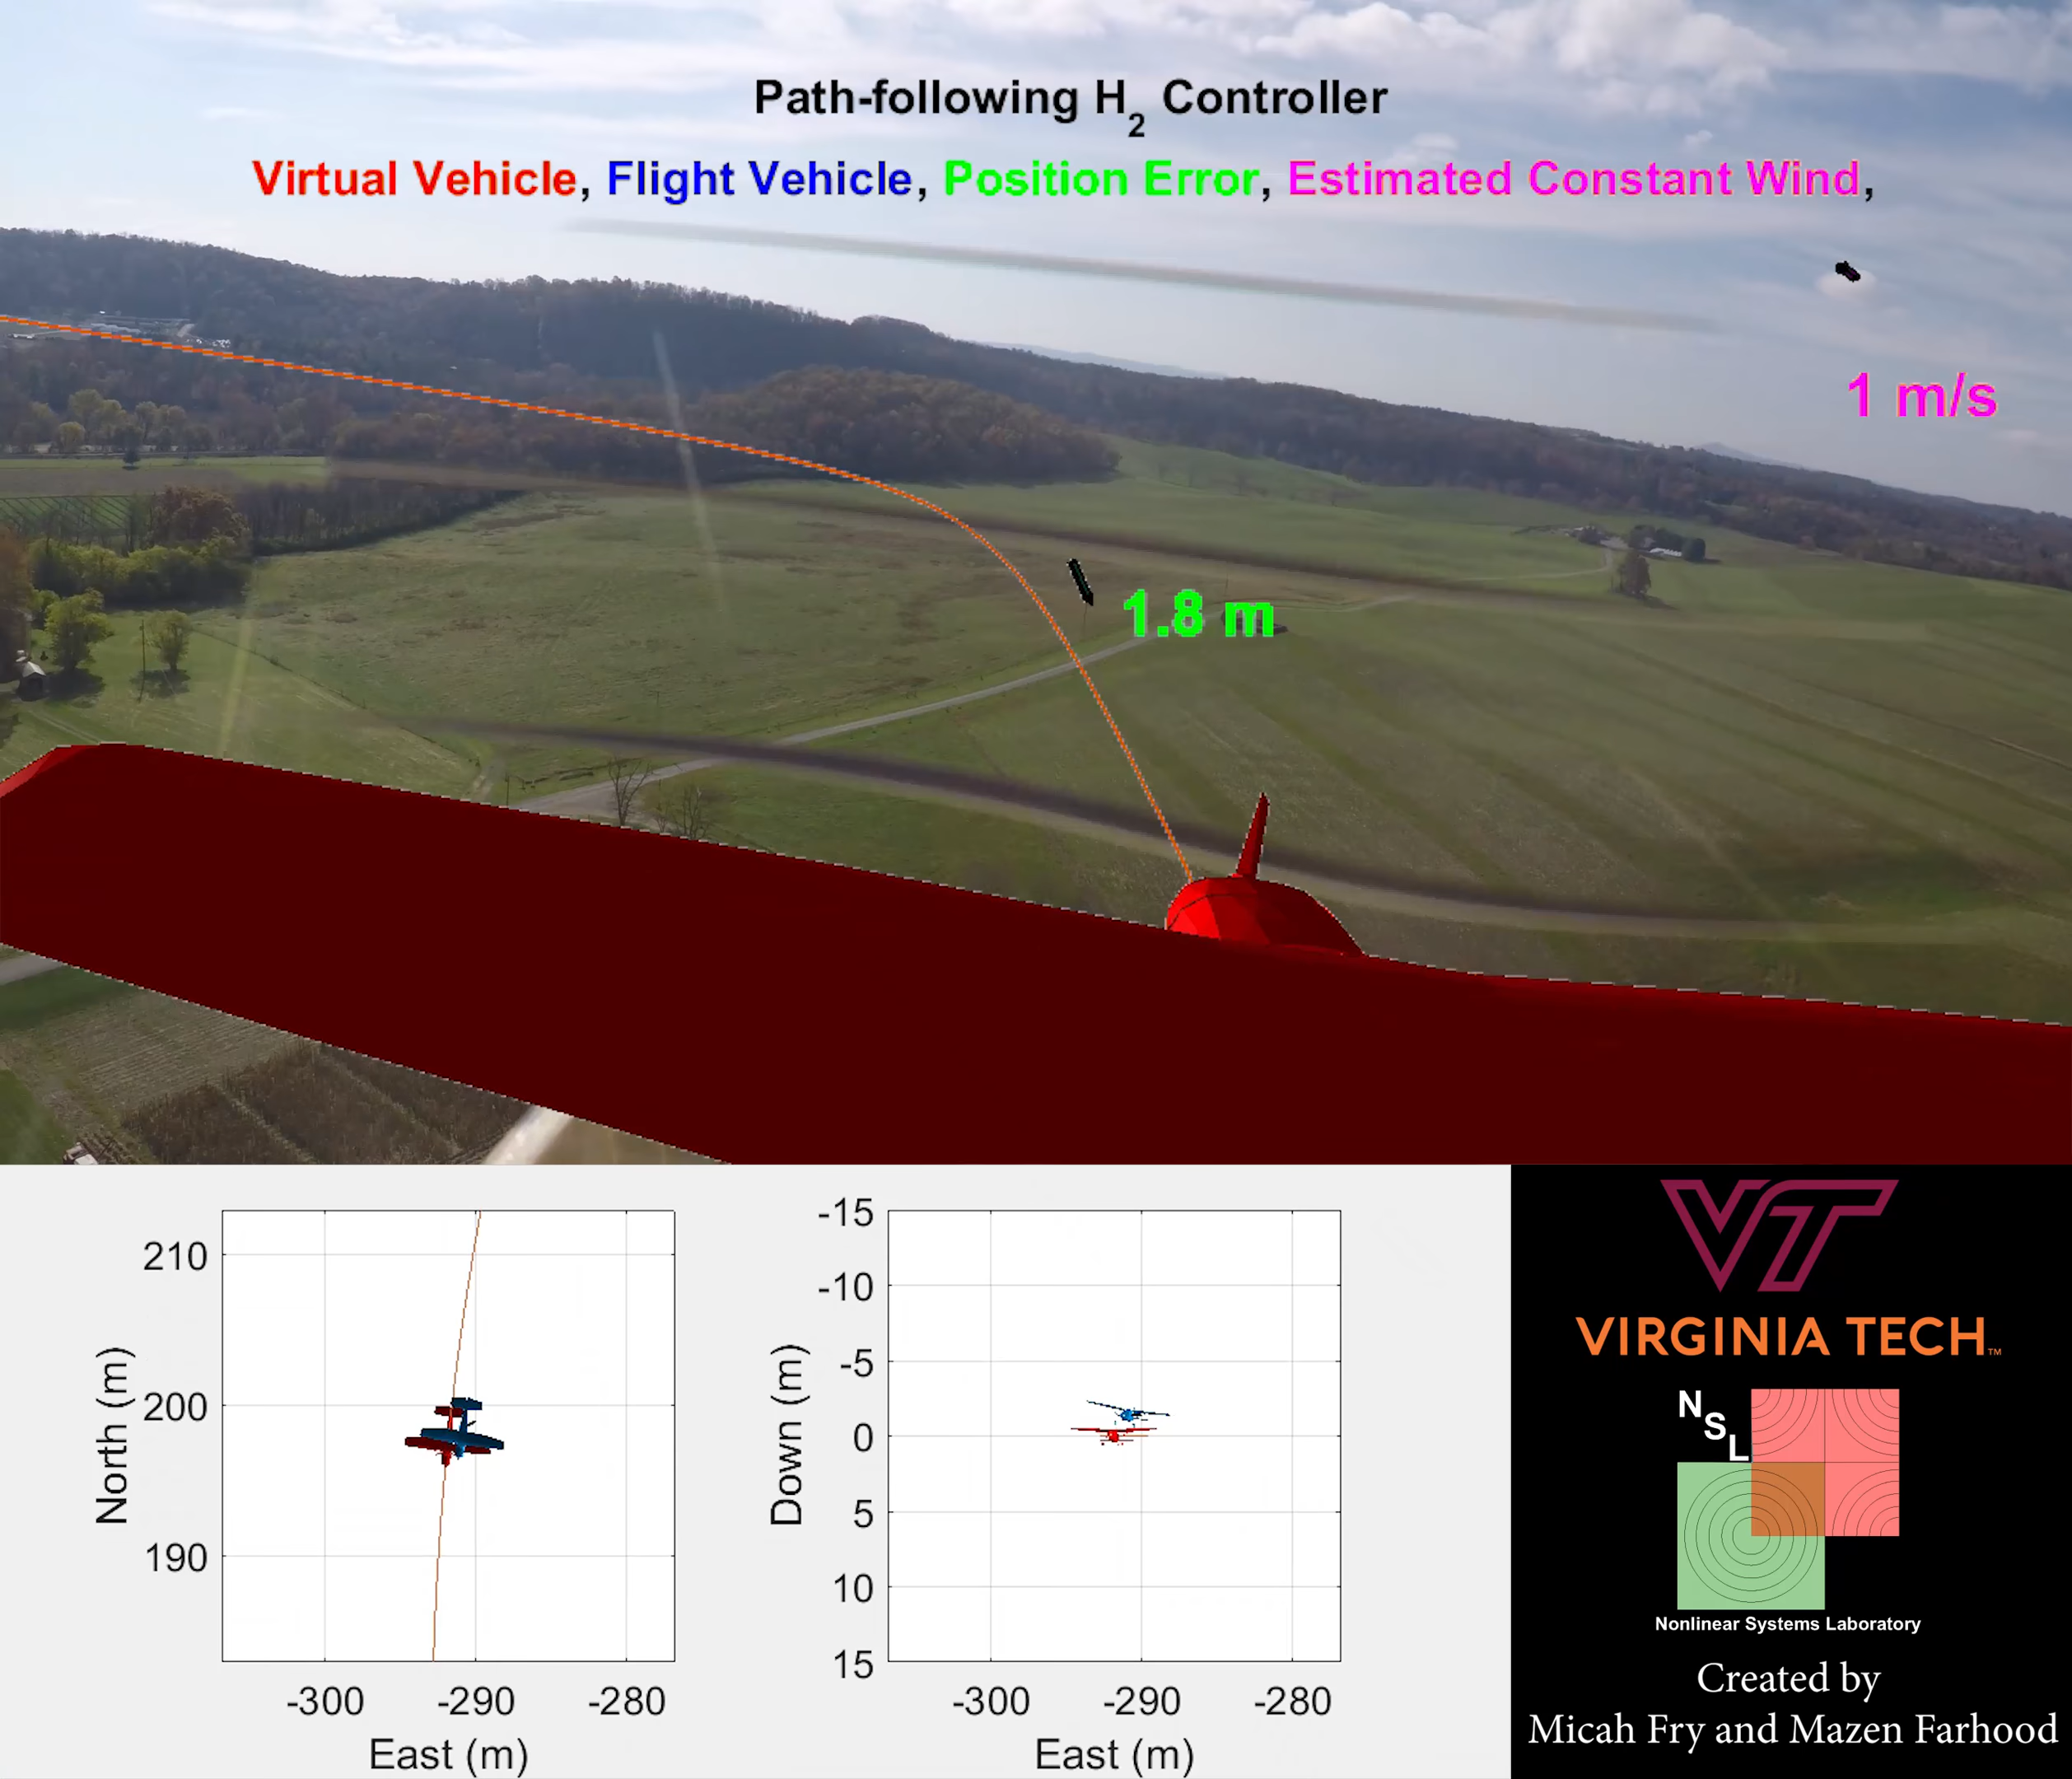 Path-following H₂ Controller
Virtual Vehicle, Flight Vehicle, Position Error, Estimated Constant Wind,
1 m/s
1.8 m
210
200
190
North (m)
-300 -290 -280
East (m)
-15
-10
-5
0
5
10
15
Down (m)
-300 -290 -280
East (m)
VT
VIRGINIA TECH™
NSL
Nonlinear Systems Laboratory
Created by
Micah Fry and Mazen Farhood